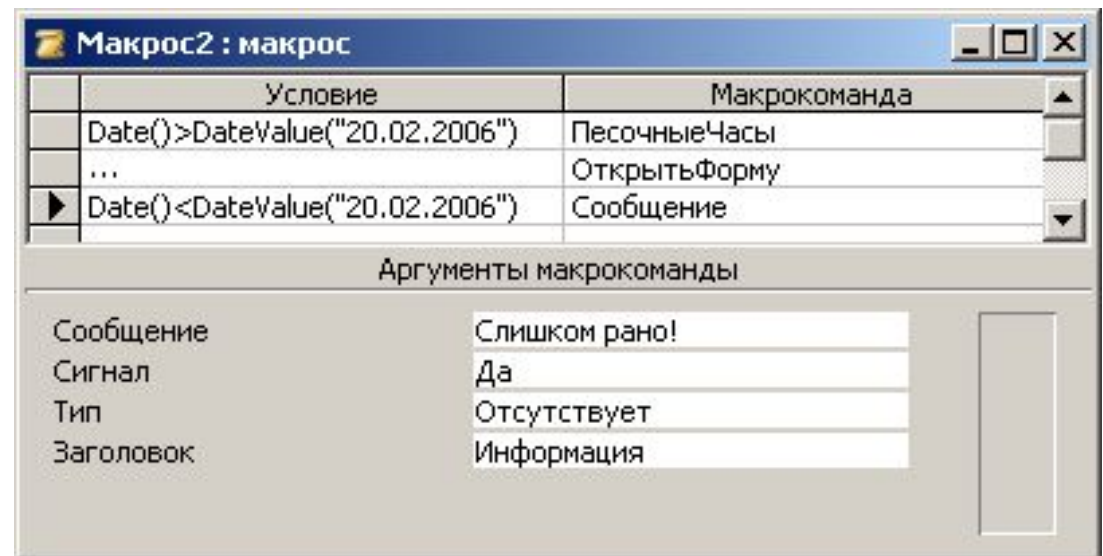 Макрос2 : макрос
Условие Макрокоманда
Date()>DateValue("20.02.2006") ПесочныеЧасы
... ОткрытьФорму
Date()<DateValue("20.02.2006") Сообщение
Аргументы макрокоманды
Сообщение Слишком рано!
Сигнал Да
Тип Отсутствует
Заголовок Информация